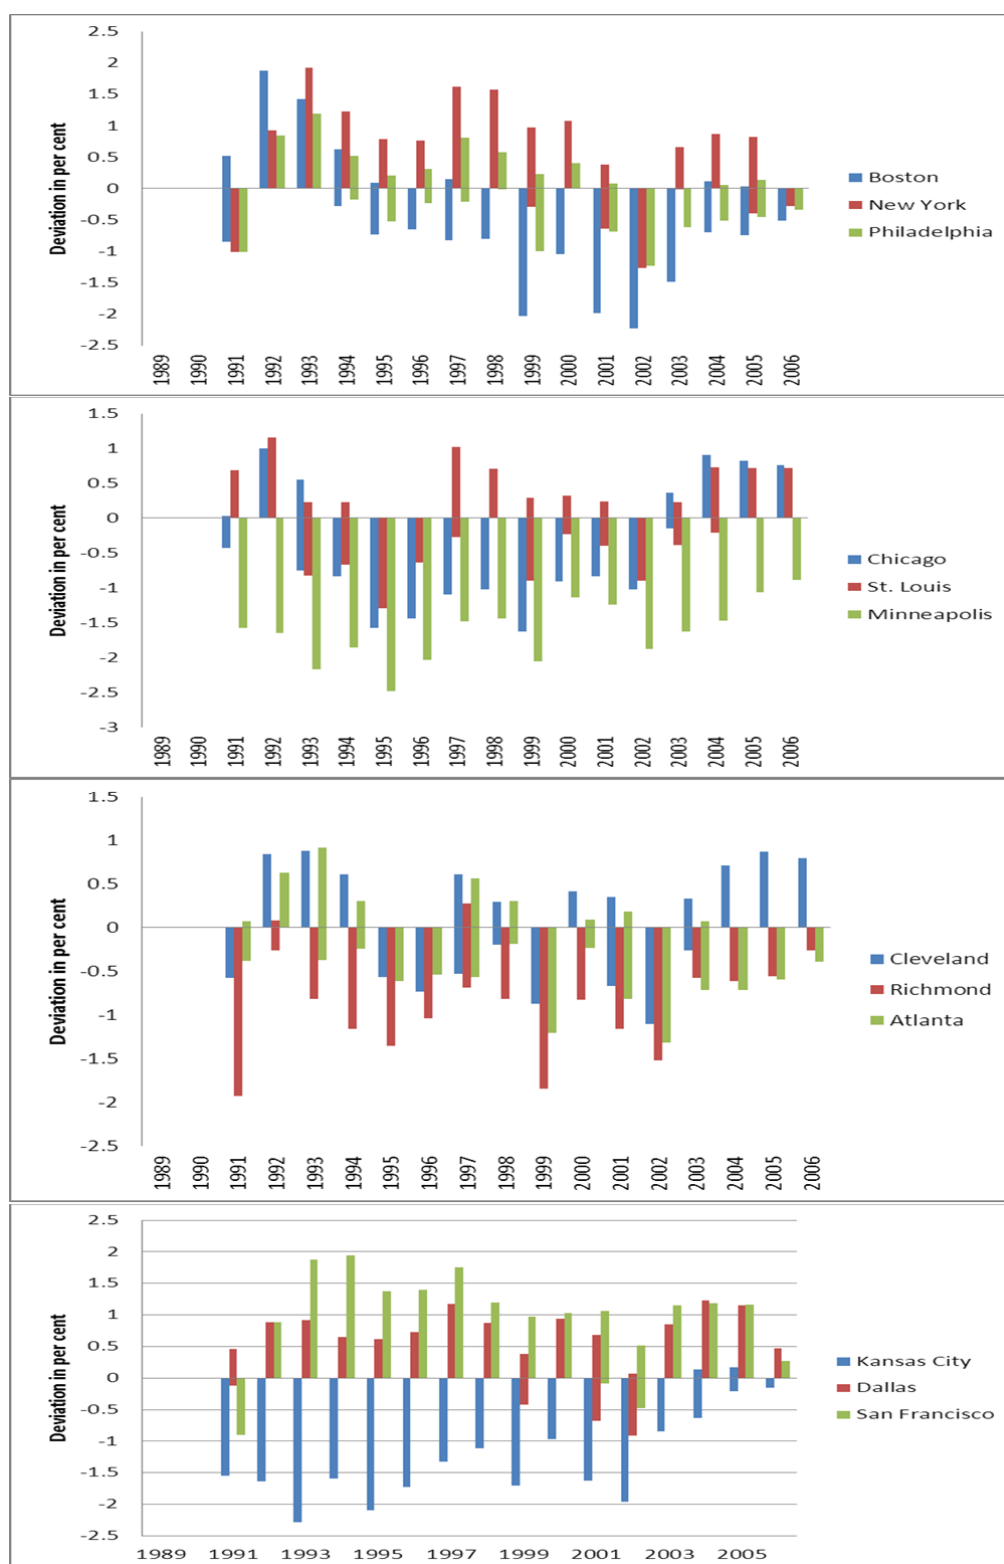 Deviation in per cent
2.5
2
1.5
1
0.5
0
-0.5
-1
-1.5
-2
-2.5
1989 1990 1991 1992 1993 1994 1995 1996 1997 1998 1999 2000 2001 2002 2003 2004 2005 2006
Boston
New York
Philadelphia
Deviation in per cent
1.5
1
0.5
0
-0.5
-1
-1.5
-2
-2.5
-3
1989 1990 1991 1992 1993 1994 1995 1996 1997 1998 1999 2000 2001 2002 2003 2004 2005 2006
Chicago
St. Louis
Minneapolis
Deviation in per cent
1.5
1
0.5
0
-0.5
-1
-1.5
-2
-2.5
1989 1990 1991 1992 1993 1994 1995 1996 1997 1998 1999 2000 2001 2002 2003 2004 2005 2006
Cleveland
Richmond
Atlanta
Deviation in per cent
2.5
2
1.5
1
0.5
0
-0.5
-1
-1.5
-2
-2.5
1989 1991 1993 1995 1997 1999 2001 2003 2005
Kansas City
Dallas
San Francisco